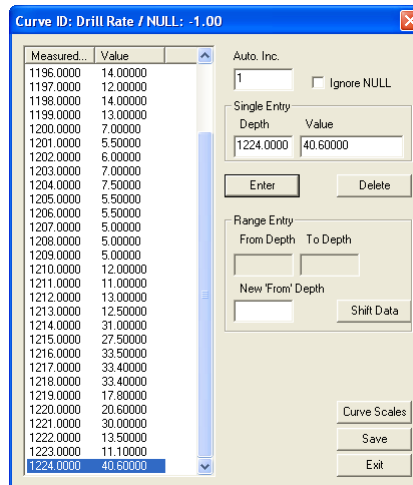 Curve ID: Drill Rate / NULL: -1.00
Measured... Value
1196.0000 14.00000
1197.0000 12.00000
1198.0000 14.00000
1199.0000 13.00000
1200.0000 7.00000
1201.0000 5.50000
1202.0000 6.00000
1203.0000 7.00000
1204.0000 7.50000
1205.0000 5.50000
1206.0000 5.50000
1207.0000 5.00000
1208.0000 5.00000
1209.0000 5.00000
1210.0000 12.00000
1211.0000 11.00000
1212.0000 13.00000
1213.0000 12.50000
1214.0000 31.00000
1215.0000 27.50000
1216.0000 33.50000
1217.0000 33.40000
1218.0000 33.40000
1219.0000 17.80000
1220.0000 20.60000
1221.0000 30.00000
1222.0000 13.50000
1223.0000 11.10000
1224.0000 40.60000
Auto. Inc.
1
Ignore NULL
Single Entry
Depth Value
1224.0000 40.60000
Enter Delete
Range Entry
From Depth To Depth
New 'From' Depth
Shift Data
Curve Scales
Save
Exit